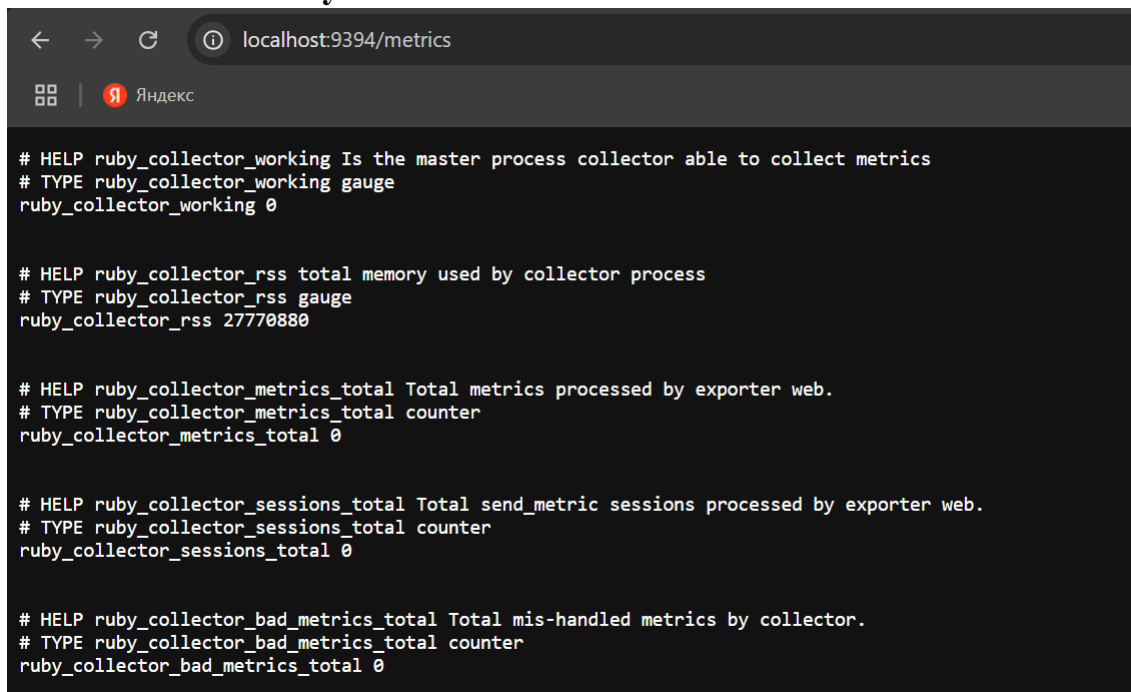 localhost:9394/metrics
Яндекс
# HELP ruby_collector_working Is the master process collector able to collect metrics
# TYPE ruby_collector_working gauge
ruby_collector_working 0
# HELP ruby_collector_rss total memory used by collector process
# TYPE ruby_collector_rss gauge
ruby_collector_rss 27770880
# HELP ruby_collector_metrics_total Total metrics processed by exporter web.
# TYPE ruby_collector_metrics_total counter
ruby_collector_metrics_total 0
# HELP ruby_collector_sessions_total Total send_metric sessions processed by exporter web.
# TYPE ruby_collector_sessions_total counter
ruby_collector_sessions_total 0
# HELP ruby_collector_bad_metrics_total Total mis-handled metrics by collector.
# TYPE ruby_collector_bad_metrics_total counter
ruby_collector_bad_metrics_total 0